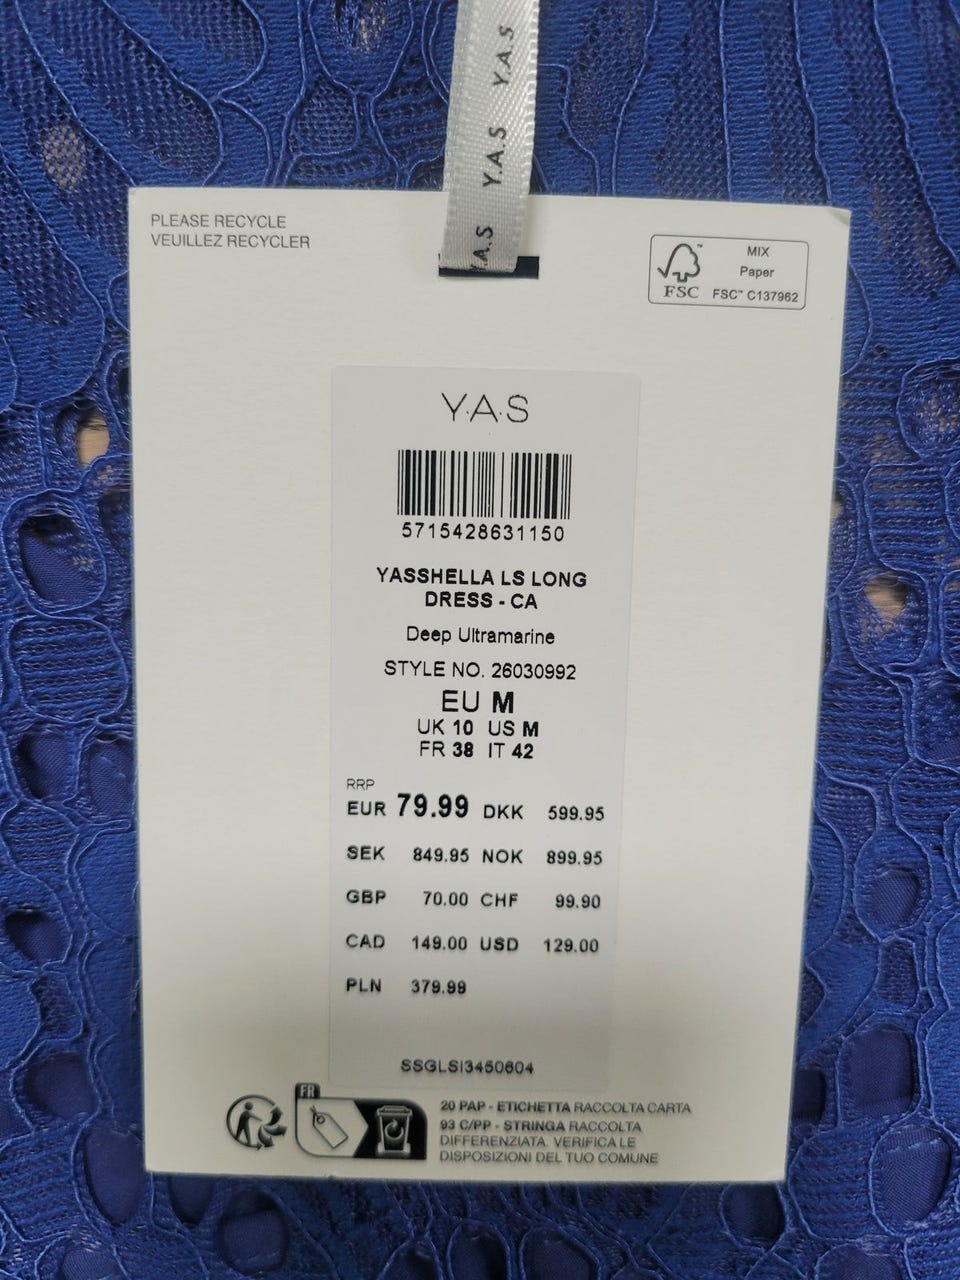 Y.A.S
Y.A.S
Y.A.S
PLEASE RECYCLE
VEUILLEZ RECYCLER
FSC™
MIX
Paper
FSC™ C137962
Y.A.S
5715428631150
YASSHELLA LS LONG
DRESS - CA
Deep Ultramarine
STYLE NO. 26030992
EU M
UK 10 US M
FR 38 IT 42
RRP
EUR 79.99 DKK 599.95
SEK 849.95 NOK 899.95
GBP 70.00 CHF 99.90
CAD 149.00 USD 129.00
PLN 379.99
SSGLSI3450604
FR
20 PAP - ETICHETTA RACCOLTA CARTA
93 C/PP - STRINGA RACCOLTA
DIFFERENZIATA. VERIFICA LE
DISPOSIZIONI DEL TUO COMUNE